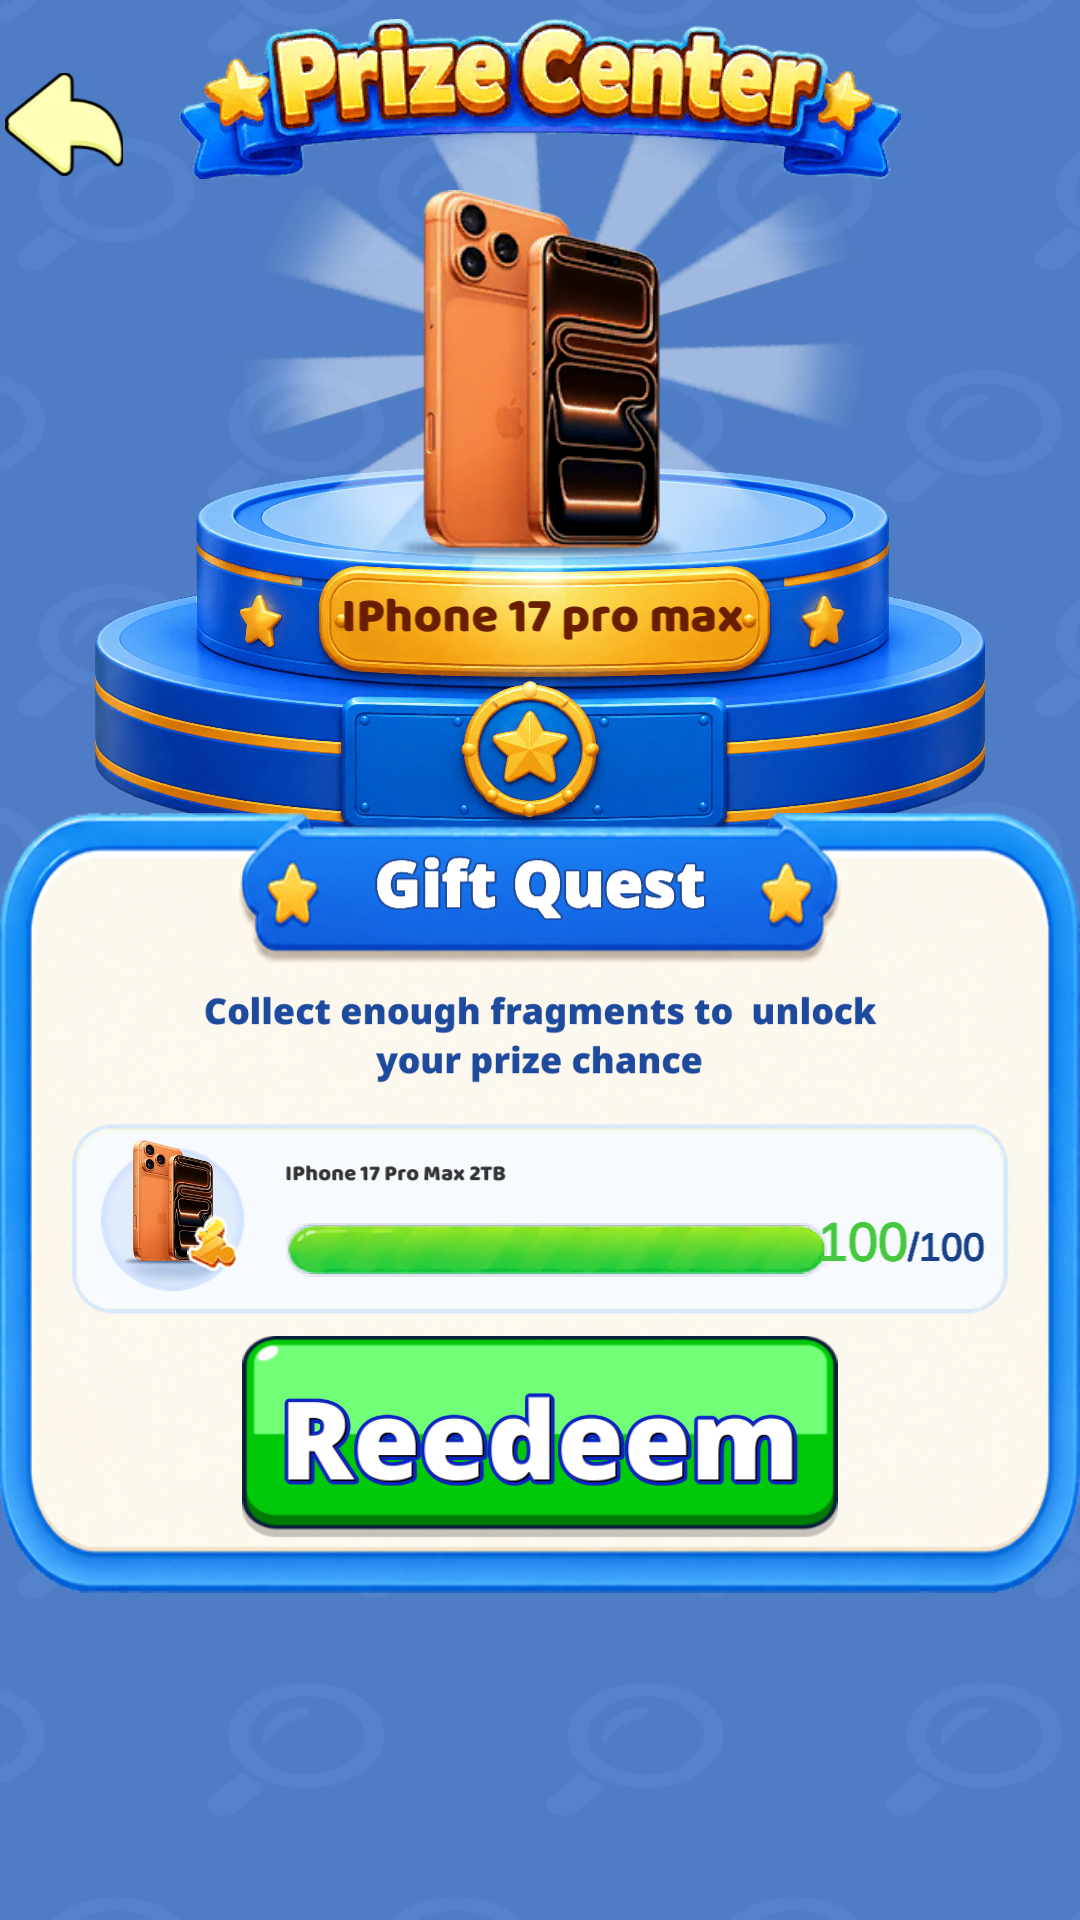 Prize Center
IPhone 17 pro max
Gift Quest
Collect enough fragments to unlock
your prize chance
IPhone 17 Pro Max 2TB
100/100
Reedeem